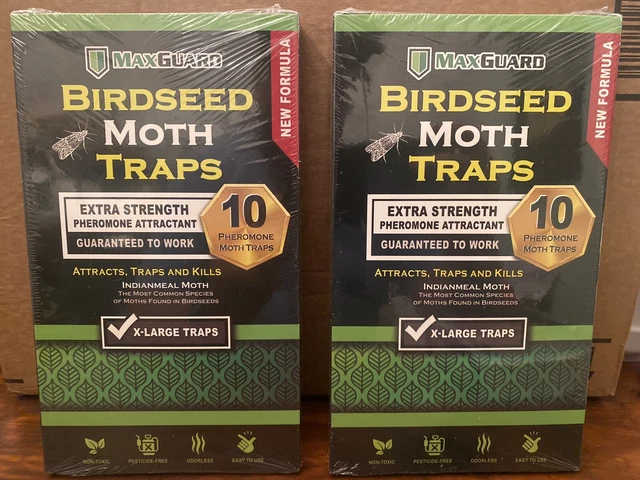 MAXGUARD
NEW FORMULA
BIRDSEED
MOTH
TRAPS
EXTRA STRENGTH
PHEROMONE ATTRACTANT
GUARANTEED TO WORK
10
PHEROMONE
MOTH TRAPS
ATTRACTS, TRAPS AND KILLS
INDIANMEAL MOTH
THE MOST COMMON SPECIES
OF MOTHS FOUND IN BIRDSEEDS
X-LARGE TRAPS
NON-TOXIC
PESTICIDE-FREE
ODORLESS
EASY TO USE
MAXGUARD
NEW FORMULA
BIRDSEED
MOTH
TRAPS
EXTRA STRENGTH
PHEROMONE ATTRACTANT
GUARANTEED TO WORK
10
PHEROMONE
MOTH TRAPS
ATTRACTS, TRAPS AND KILLS
INDIANMEAL MOTH
THE MOST COMMON SPECIES
OF MOTHS FOUND IN BIRDSEEDS
X-LARGE TRAPS
NON-TOXIC
PESTICIDE-FREE
ODORLESS
EASY TO USE